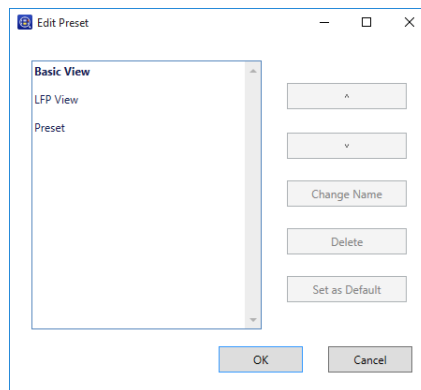 Edit Preset
Basic View
LFP View
Preset
^
v
Change Name
Delete
Set as Default
OK
Cancel